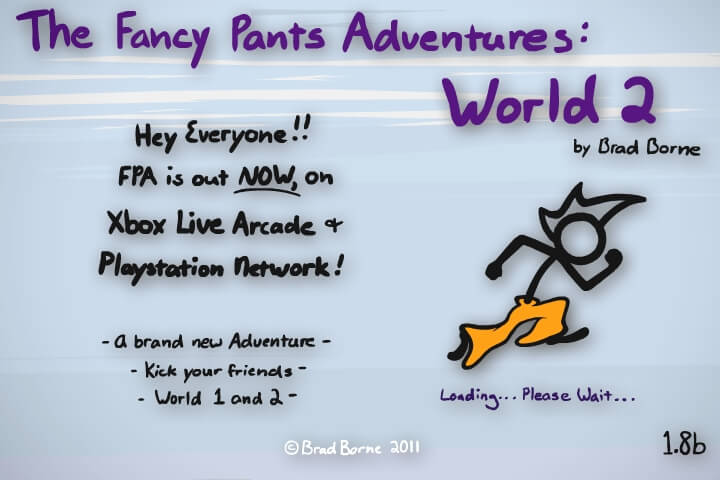 The Fancy Pants Adventures:
World 2
by Brad Borne
Hey Everyone!!
FPA is out NOW, on
Xbox Live Arcade +
Playstation Network!
- A brand new Adventure -
- Kick your friends -
- World 1 and 2 -
Loading... Please Wait...
© Brad Borne 2011
1.8b